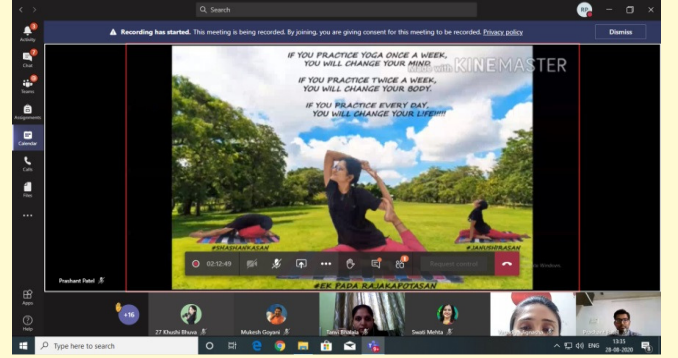 Search
RP
Recording has started. This meeting is being recorded. By joining, you are giving consent for this meeting to be recorded. Privacy policy
Dismiss
Activity
Chat
Teams
Assignments
Calendar
Calls
Files
Apps
Help
IF YOU PRACTICE YOGA ONCE A WEEK,
YOU WILL CHANGE YOUR MIND.
Made with KINEMASTER
IF YOU PRACTICE TWICE A WEEK,
YOU WILL CHANGE YOUR BODY.
IF YOU PRACTICE EVERY DAY,
YOU WILL CHANGE YOUR LIFE!!!!!
#SHASHANKASAN
#JANUSHIRASAN
02:12:49
Request control
#EK PADA RAJAKAPOTASAN
Prashant Patel
+16
27 Khushi Bhuva
Mukesh Goyani
Tanvi Bhalala
Swati Mehta
Type here to search
ENG
13:35
28-08-2020